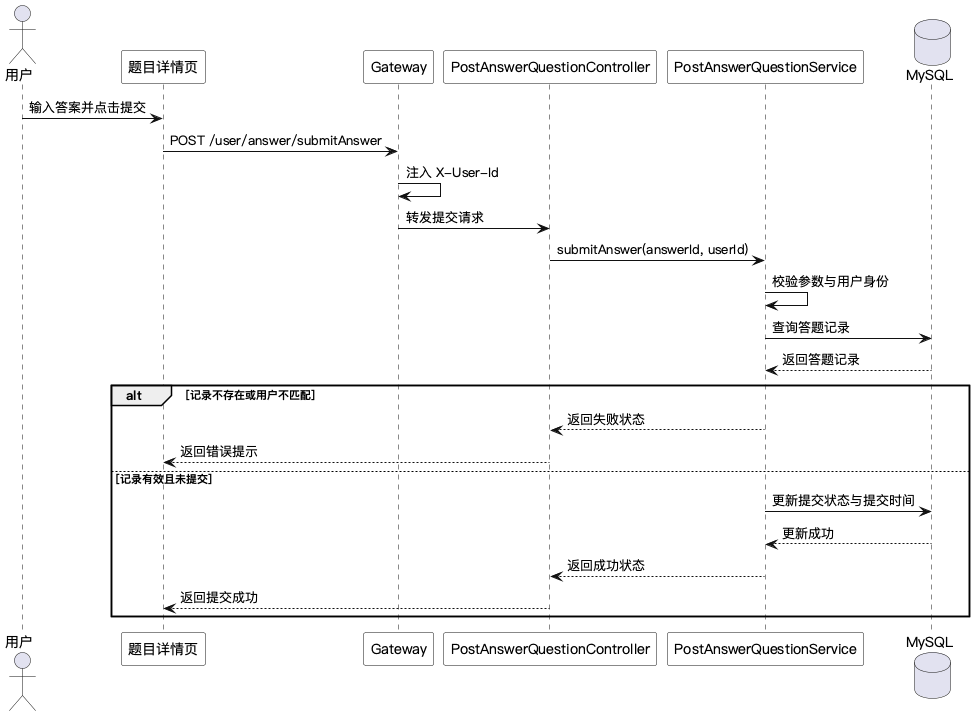 用户
题目详情页
Gateway
PostAnswerQuestionController
PostAnswerQuestionService
MySQL
输入答案并点击提交
POST /user/answer/submitAnswer
注入 X-User-Id
转发提交请求
submitAnswer(answerId, userId)
校验参数与用户身份
查询答题记录
返回答题记录
alt
[记录不存在或用户不匹配]
返回失败状态
返回错误提示
[记录有效且未提交]
更新提交状态与提交时间
更新成功
返回成功状态
返回提交成功
用户
题目详情页
Gateway
PostAnswerQuestionController
PostAnswerQuestionService
MySQL